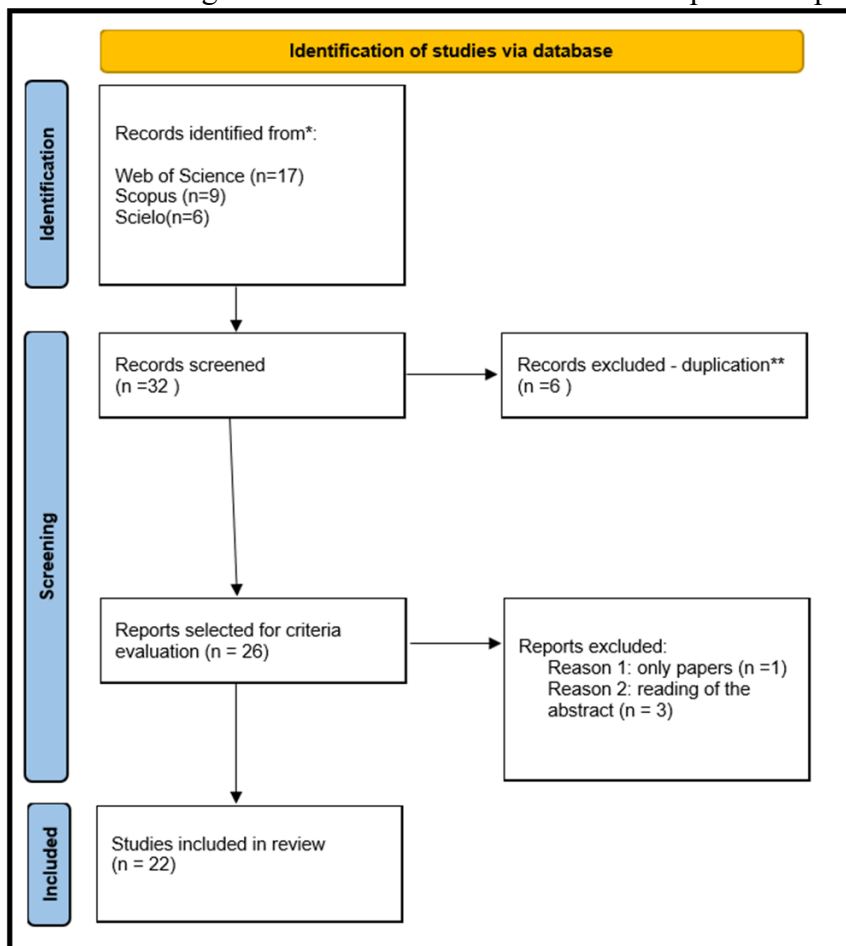 Identification of studies via database
Identification
Records identified from*:
Web of Science (n=17)
Scopus (n=9)
Scielo(n=6)
Screening
Records screened
(n =32 )
Records excluded - duplication**
(n =6 )
Reports selected for criteria
evaluation (n = 26)
Reports excluded:
Reason 1: only papers (n =1)
Reason 2: reading of the
abstract (n = 3)
Included
Studies included in review
(n = 22)